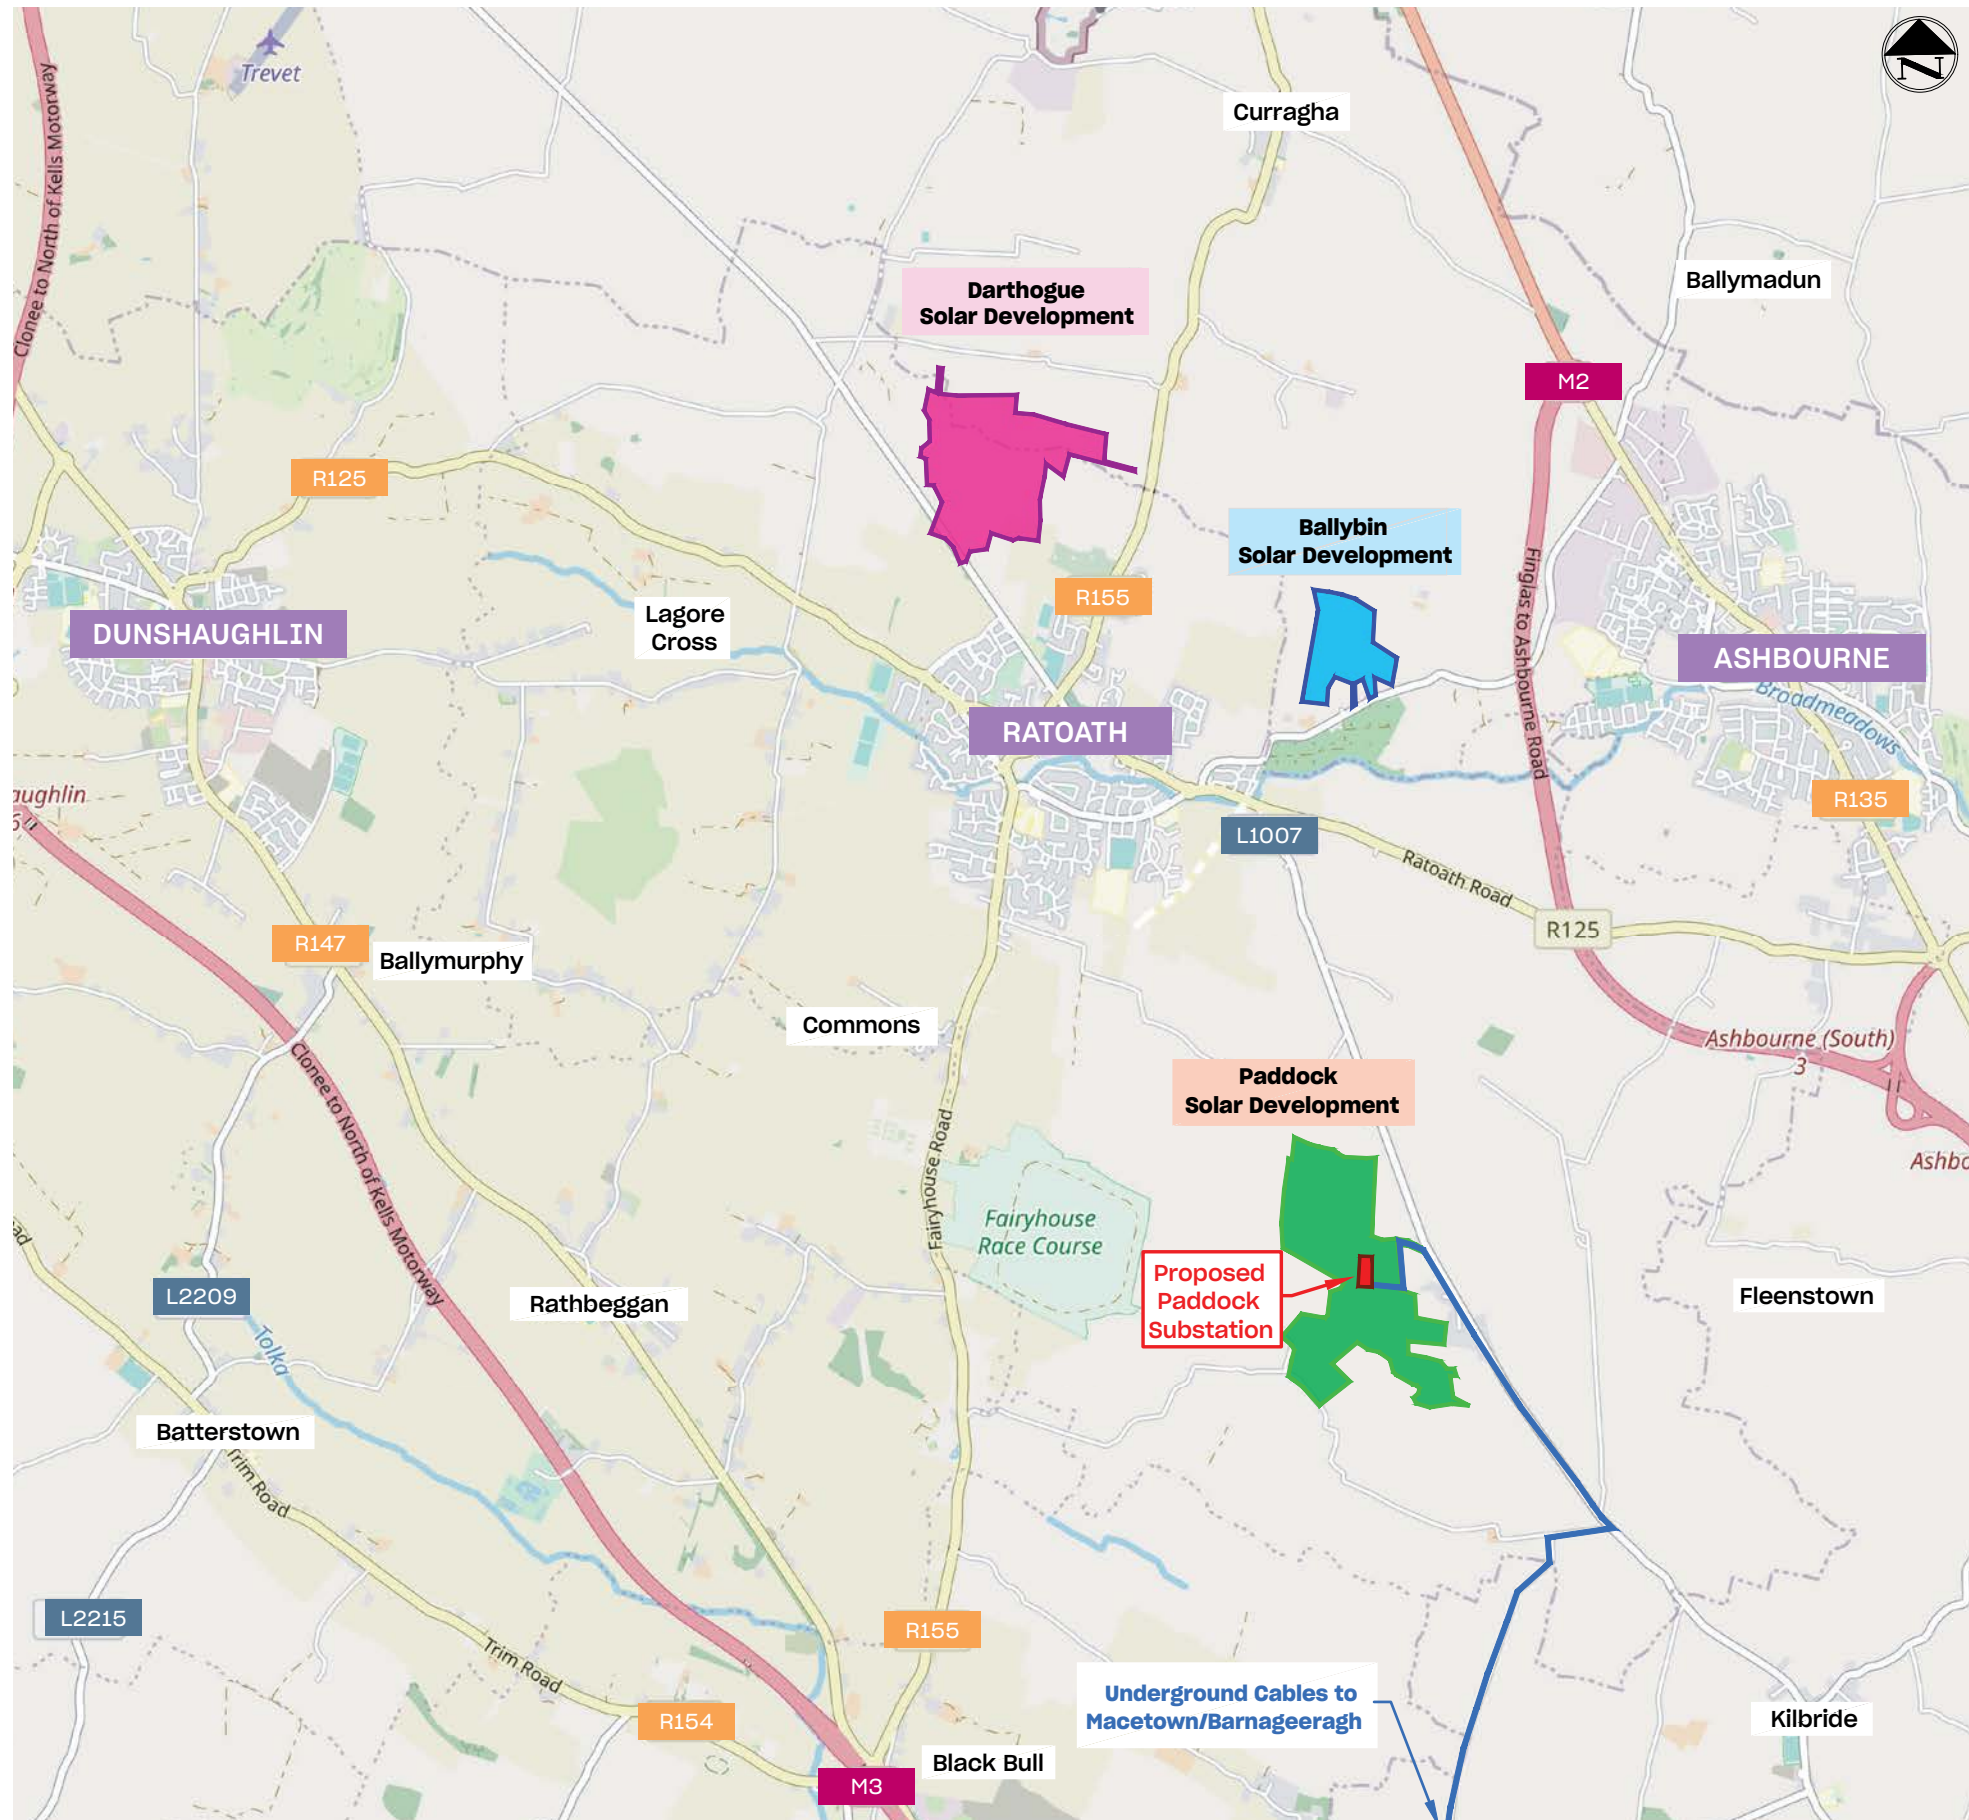 Trevet
N
Curragha
Clonee to North of Kells Motorway
Ballymadun
Darthogue
Solar Development
M2
R125
Ballybin
Solar Development
R155
Lagore
Cross
DUNSHAUGHLIN
Finglas to Ashbourne Road
ASHBOURNE
Broadmeadows
RATOATH
aughlin
6
R135
L1007
Ratoath Road
R125
R147
Ballymurphy
Commons
Ashbourne (South)
3
Clonee to North of Kells Motorway
Paddock
Solar Development
Ashbo
Fairyhouse Road
Fairyhouse
Race Course
ad
Proposed
Paddock
Substation
L2209
Rathbeggan
Fleenstown
Tolka
Batterstown
Trim Road
L2215
R155
Trim Road
Underground Cables to
Macetown/Barnageeragh
R154
Kilbride
Black Bull
M3